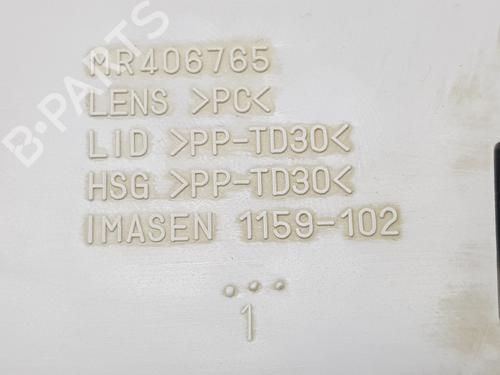 MR406765
LENS >PC<
LID >PP-TD30<
HSG >PP-TD30<
IMASEN 1159-102
1
B-PARTS